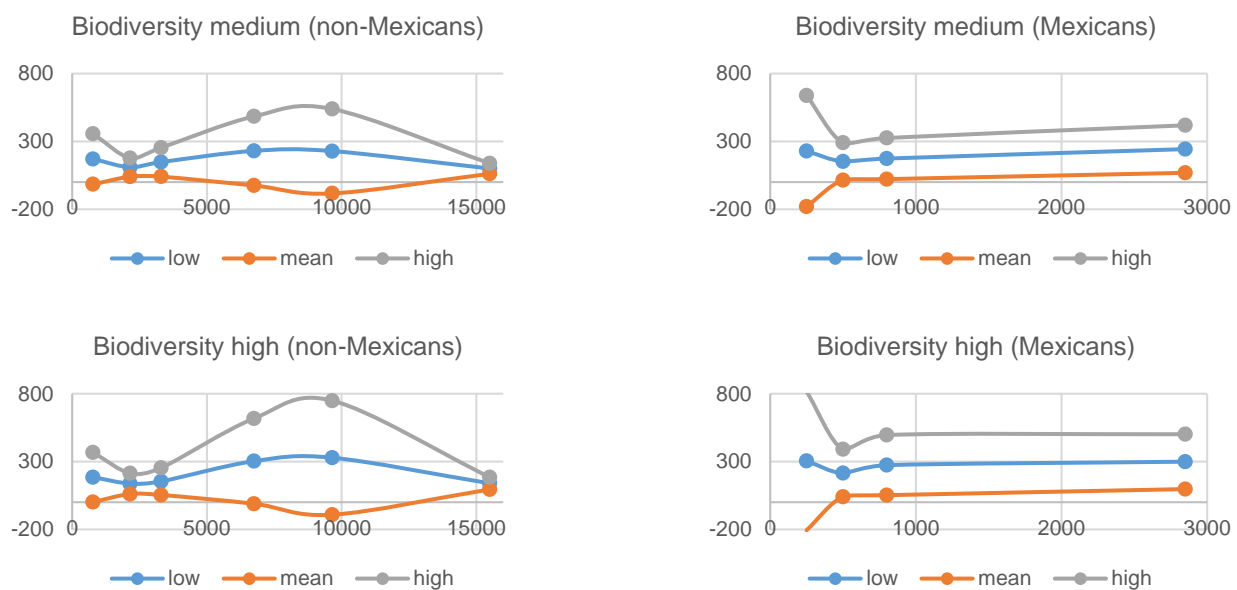 Biodiversity medium (non-Mexicans)
800
300
-200
0 5000 10000 15000
low mean high
Biodiversity medium (Mexicans)
800
300
-200
0 1000 2000 3000
low mean high
Biodiversity high (non-Mexicans)
800
300
-200
0 5000 10000 15000
low mean high
Biodiversity high (Mexicans)
800
300
-200
0 1000 2000 3000
low mean high